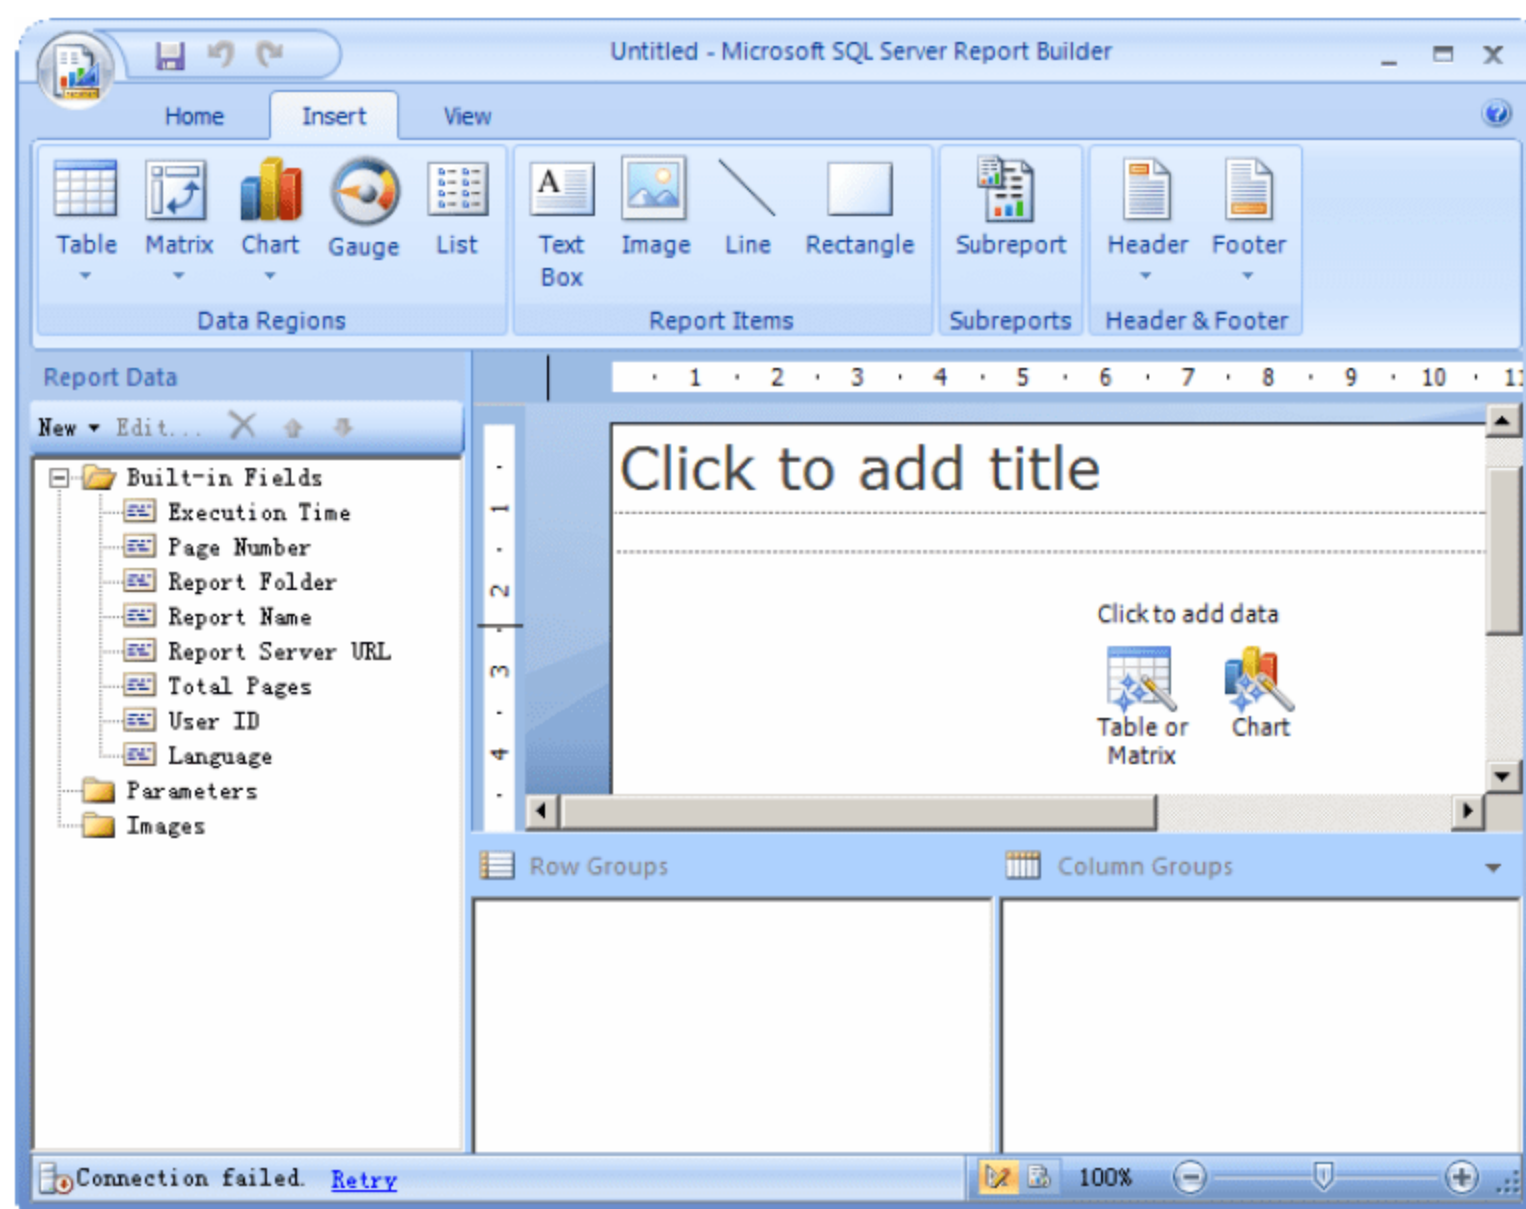 Untitled - Microsoft SQL Server Report Builder
Home Insert View
Table Matrix Chart Gauge List Text Box Image Line Rectangle Subreport Header Footer
Data Regions Report Items Subreports Header & Footer
Report Data
New Edit...
Built-in Fields
Execution Time
Page Number
Report Folder
Report Name
Report Server URL
Total Pages
User ID
Language
Parameters
Images
1 2 3 4 5 6 7 8 9 10 11
1
2
3
4
Click to add title
Click to add data
Table or Matrix
Chart
Row Groups Column Groups
Connection failed. Retry 100%